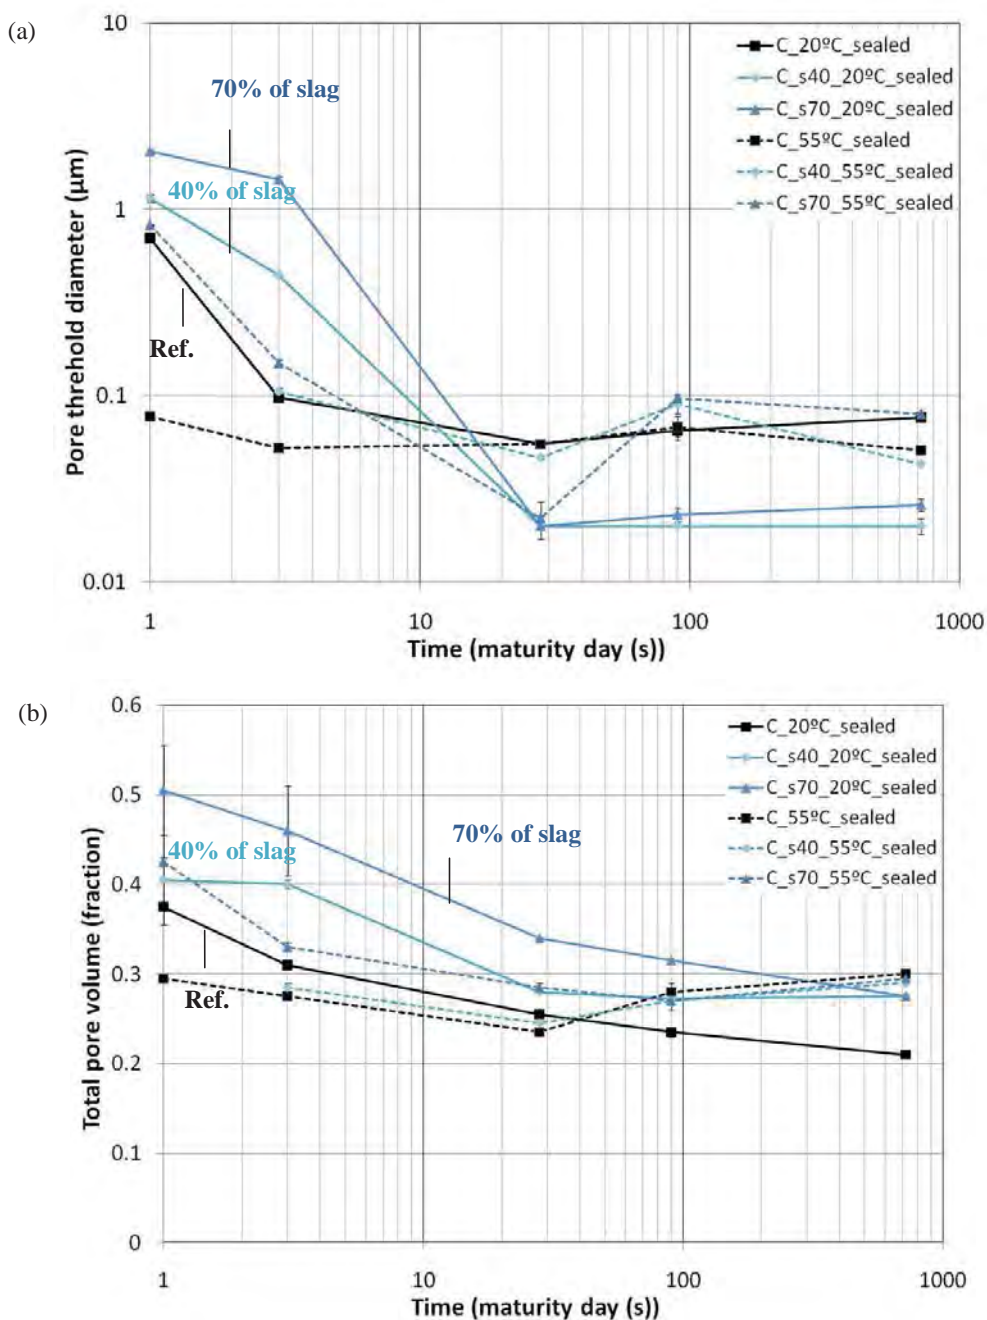 (a)
10
1
0.1
0.01
Pore threhold diameter (µm)
C_20ºC_sealed
C_s40_20ºC_sealed
C_s70_20ºC_sealed
C_55ºC_sealed
C_s40_55ºC_sealed
C_s70_55ºC_sealed
70% of slag
40% of slag
Ref.
1 10 100 1000
Time (maturity day (s))
(b)
0.6
0.5
0.4
0.3
0.2
0.1
0
Total pore volume (fraction)
C_20ºC_sealed
C_s40_20ºC_sealed
C_s70_20ºC_sealed
C_55ºC_sealed
C_s40_55ºC_sealed
C_s70_55ºC_sealed
70% of slag
40% of slag
Ref.
1 10 100 1000
Time (maturity day (s))